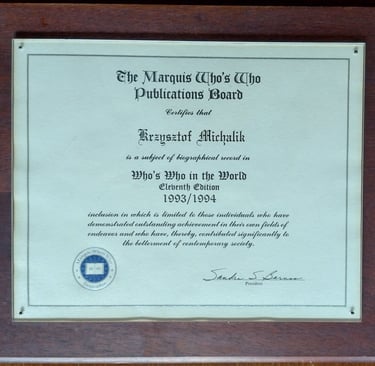 The Marquis Who's Who
Publications Board
Certifies that
Krzysztof Michalik
is a subject of biographical record in
Who's Who in the World
Eleventh Edition
1993/1994
inclusion in which is limited to those individuals who have
demonstrated outstanding achievement in their own fields of
endeavor and who have, thereby, contributed significantly to
the betterment of contemporary society.
President